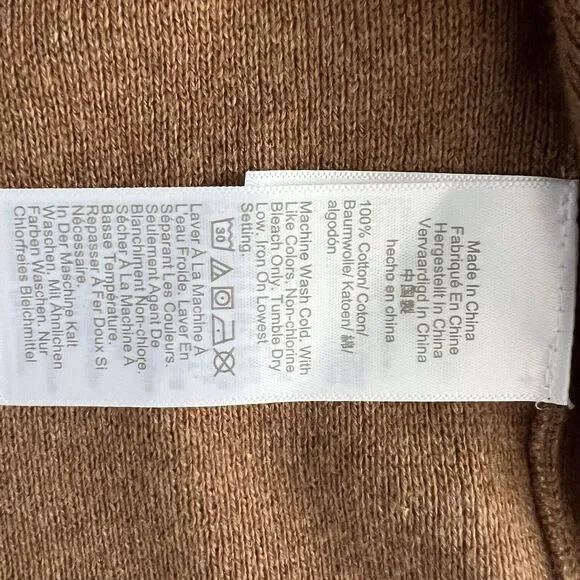 Made In China
Fabriqué En Chine
Hergestellt In China
Vervaardigd In China
中国製
hecho en china
100% Cotton/ Coton/
Baumwolle/ Katoen/ 綿/
algodón
Machine Wash Cold, With
Like Colors. Non-chlorine
Bleach Only. Tumble Dry
Low, Iron On Lowest
Setting.
30
Laver À La Machine À
L'eau Froide. Laver En
Séparant Les Couleurs.
Seulement Agent De
Blanchiment Non-chlore.
Sécher À La Machine À
Basse Température.
Repasser À Fer Doux Si
Nécessaire.
In Der Maschine Kalt
Waschen, Mit Ähnlichen
Farben Waschen. Nur
Chlorfreies Bleichmittel